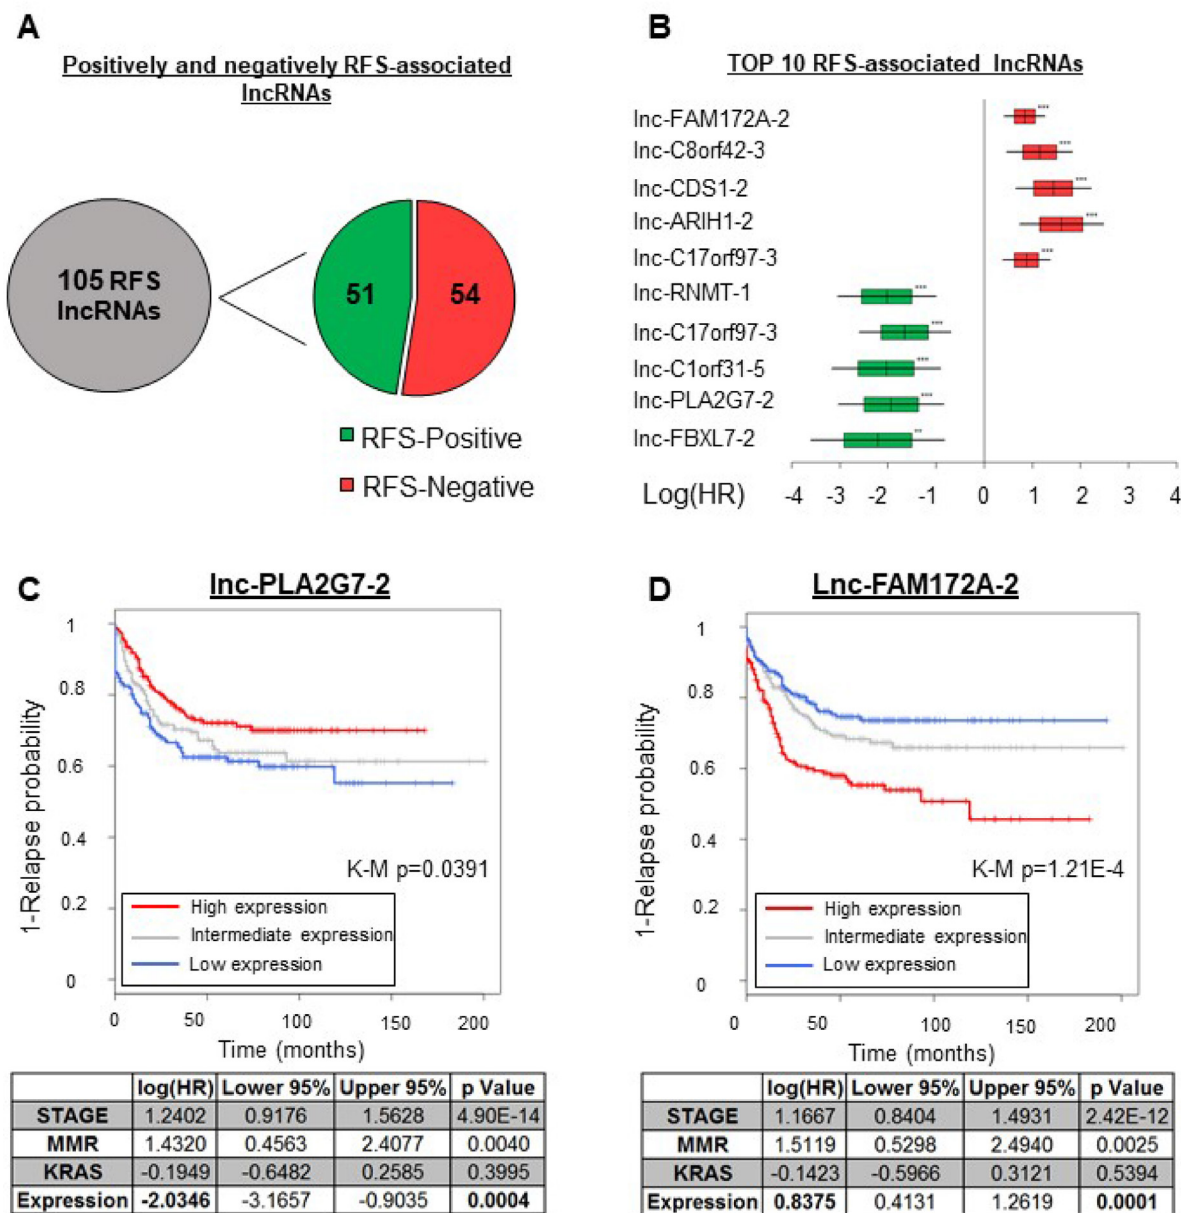 A
Positively and negatively RFS-associated
lncRNAs
105 RFS
lncRNAs
51
54
RFS-Positive
RFS-Negative
B
TOP 10 RFS-associated lncRNAs
lnc-FAM172A-2
***
lnc-C8orf42-3
***
lnc-CDS1-2
***
lnc-ARIH1-2
***
lnc-C17orf97-3
***
lnc-RNMT-1
***
lnc-C17orf97-3
***
lnc-C1orf31-5
***
lnc-PLA2G7-2
***
lnc-FBXL7-2
**
Log(HR) -4 -3 -2 -1 0 1 2 3 4
C
lnc-PLA2G7-2
1-Relapse probability
1
0.8
0.6
0.4
0.2
0
K-M p=0.0391
High expression
Intermediate expression
Low expression
0 50 100 150 200
Time (months)
log(HR) Lower 95% Upper 95% p Value
STAGE 1.2402 0.9176 1.5628 4.90E-14
MMR 1.4320 0.4563 2.4077 0.0040
KRAS -0.1949 -0.6482 0.2585 0.3995
Expression -2.0346 -3.1657 -0.9035 0.0004
D
Lnc-FAM172A-2
1-Relapse probability
1
0.8
0.6
0.4
0.2
0
K-M p=1.21E-4
High expression
Intermediate expression
Low expression
0 50 100 150 200
Time (months)
log(HR) Lower 95% Upper 95% p Value
STAGE 1.1667 0.8404 1.4931 2.42E-12
MMR 1.5119 0.5298 2.4940 0.0025
KRAS -0.1423 -0.5966 0.3121 0.5394
Expression 0.8375 0.4131 1.2619 0.0001